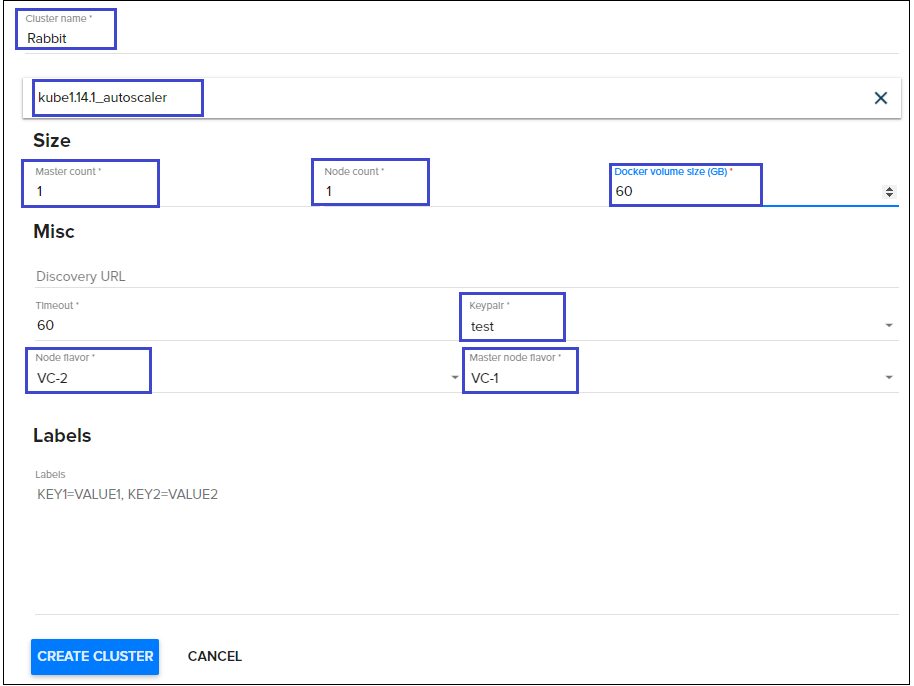 Cluster name *
Rabbit
kube1.14.1_autoscaler
Size
Master count * Node count * Docker volume size (GB) *
1 1 60
Misc
Discovery URL
Timeout * Keypair *
60 test
Node flavor * Master node flavor *
VC-2 VC-1
Labels
Labels
KEY1=VALUE1, KEY2=VALUE2
CREATE CLUSTER CANCEL